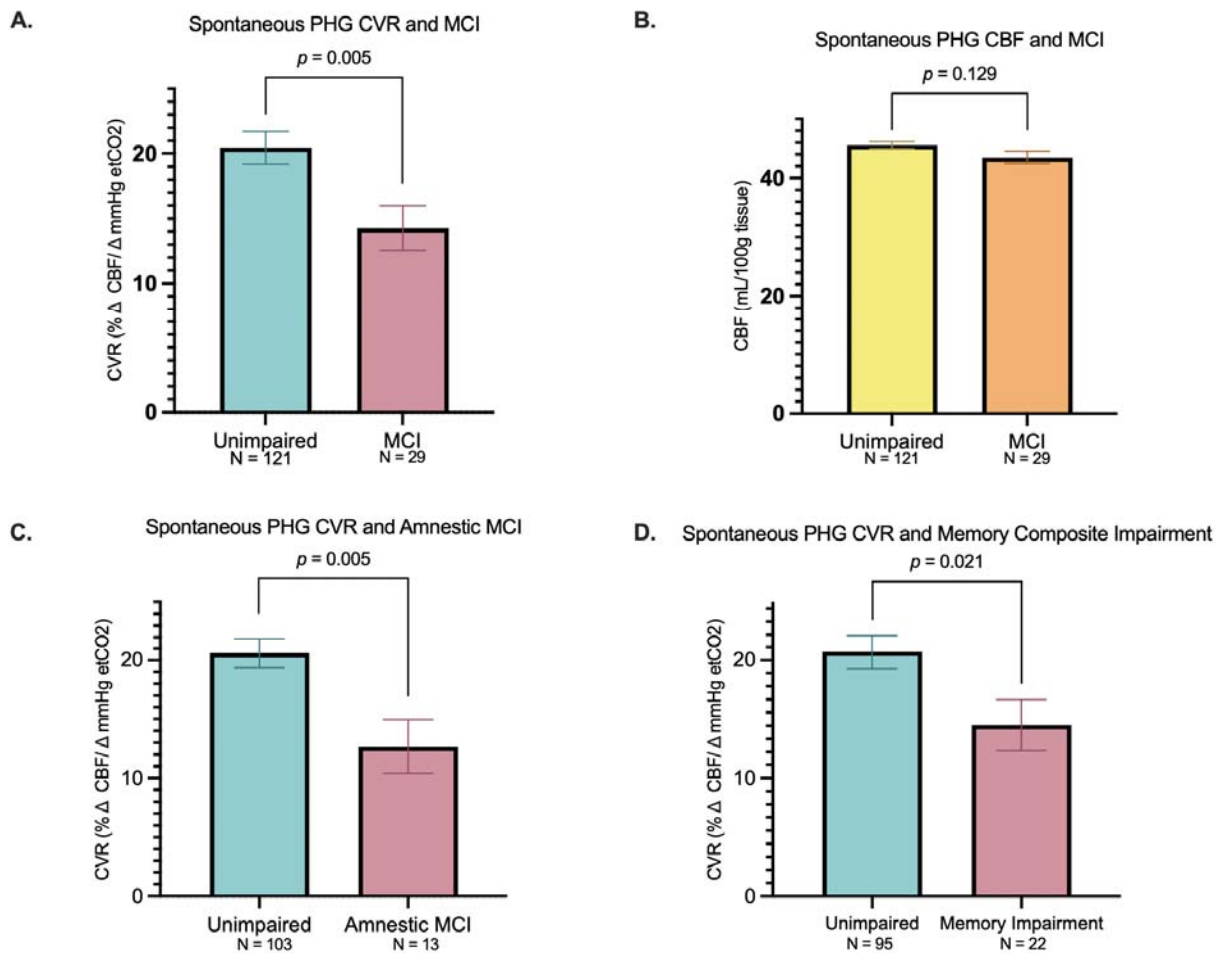 A.
Spontaneous PHG CVR and MCI
p = 0.005
CVR (% Δ CBF/ Δ mmHg etCO2)
20
10
0
Unimpaired
N = 121
MCI
N = 29
B.
Spontaneous PHG CBF and MCI
p = 0.129
CBF (mL/100g tissue)
40
20
0
Unimpaired
N = 121
MCI
N = 29
C.
Spontaneous PHG CVR and Amnestic MCI
p = 0.005
CVR (% Δ CBF/ Δ mmHg etCO2)
20
10
0
Unimpaired
N = 103
Amnestic MCI
N = 13
D.
Spontaneous PHG CVR and Memory Composite Impairment
p = 0.021
CVR (% Δ CBF/ Δ mmHg etCO2)
20
10
0
Unimpaired
N = 95
Memory Impairment
N = 22